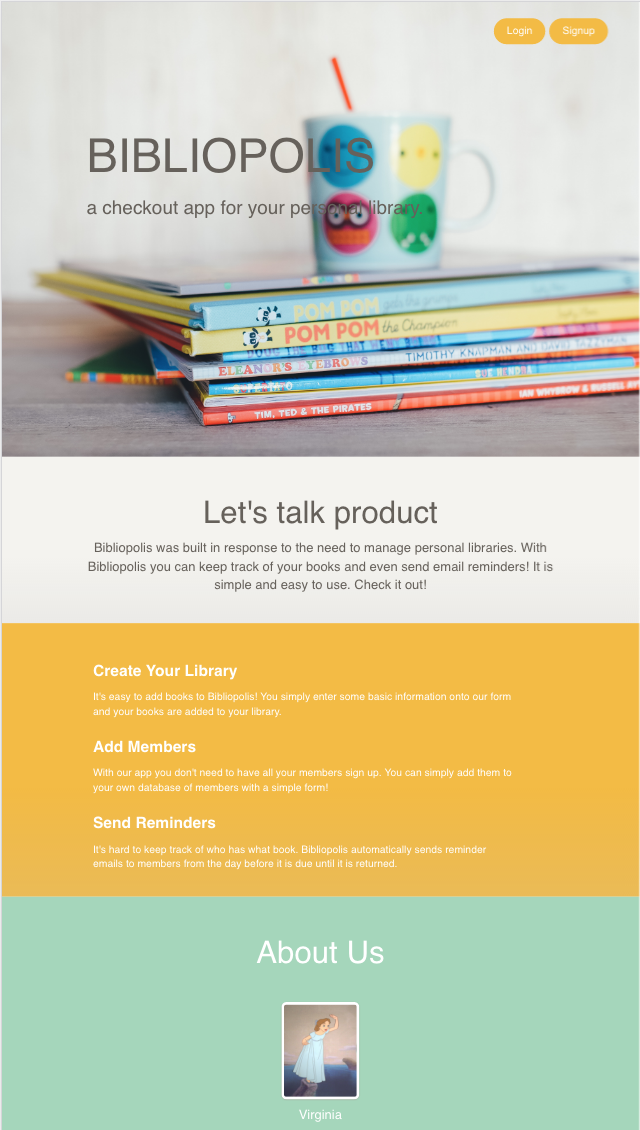 Login Signup
BIBLIOPOLIS
a checkout app for your personal library.
POM POM
POM POM the Champion
ELEANOR'S EYEBROWS TIMOTHY KNAPMAN AND DAVID TAZZYMAN
TIM, TED & THE PIRATES IAN WHYBROW & RUSSELL
Let's talk product
Bibliopolis was built in response to the need to manage personal libraries. With
Bibliopolis you can keep track of your books and even send email reminders! It is
simple and easy to use. Check it out!
Create Your Library
It's easy to add books to Bibliopolis! You simply enter some basic information onto our form
and your books are added to your library.
Add Members
With our app you don't need to have all your members sign up. You can simply add them to
your own database of members with a simple form!
Send Reminders
It's hard to keep track of who has what book. Bibliopolis automatically sends reminder
emails to members from the day before it is due until it is returned.
About Us
Virginia